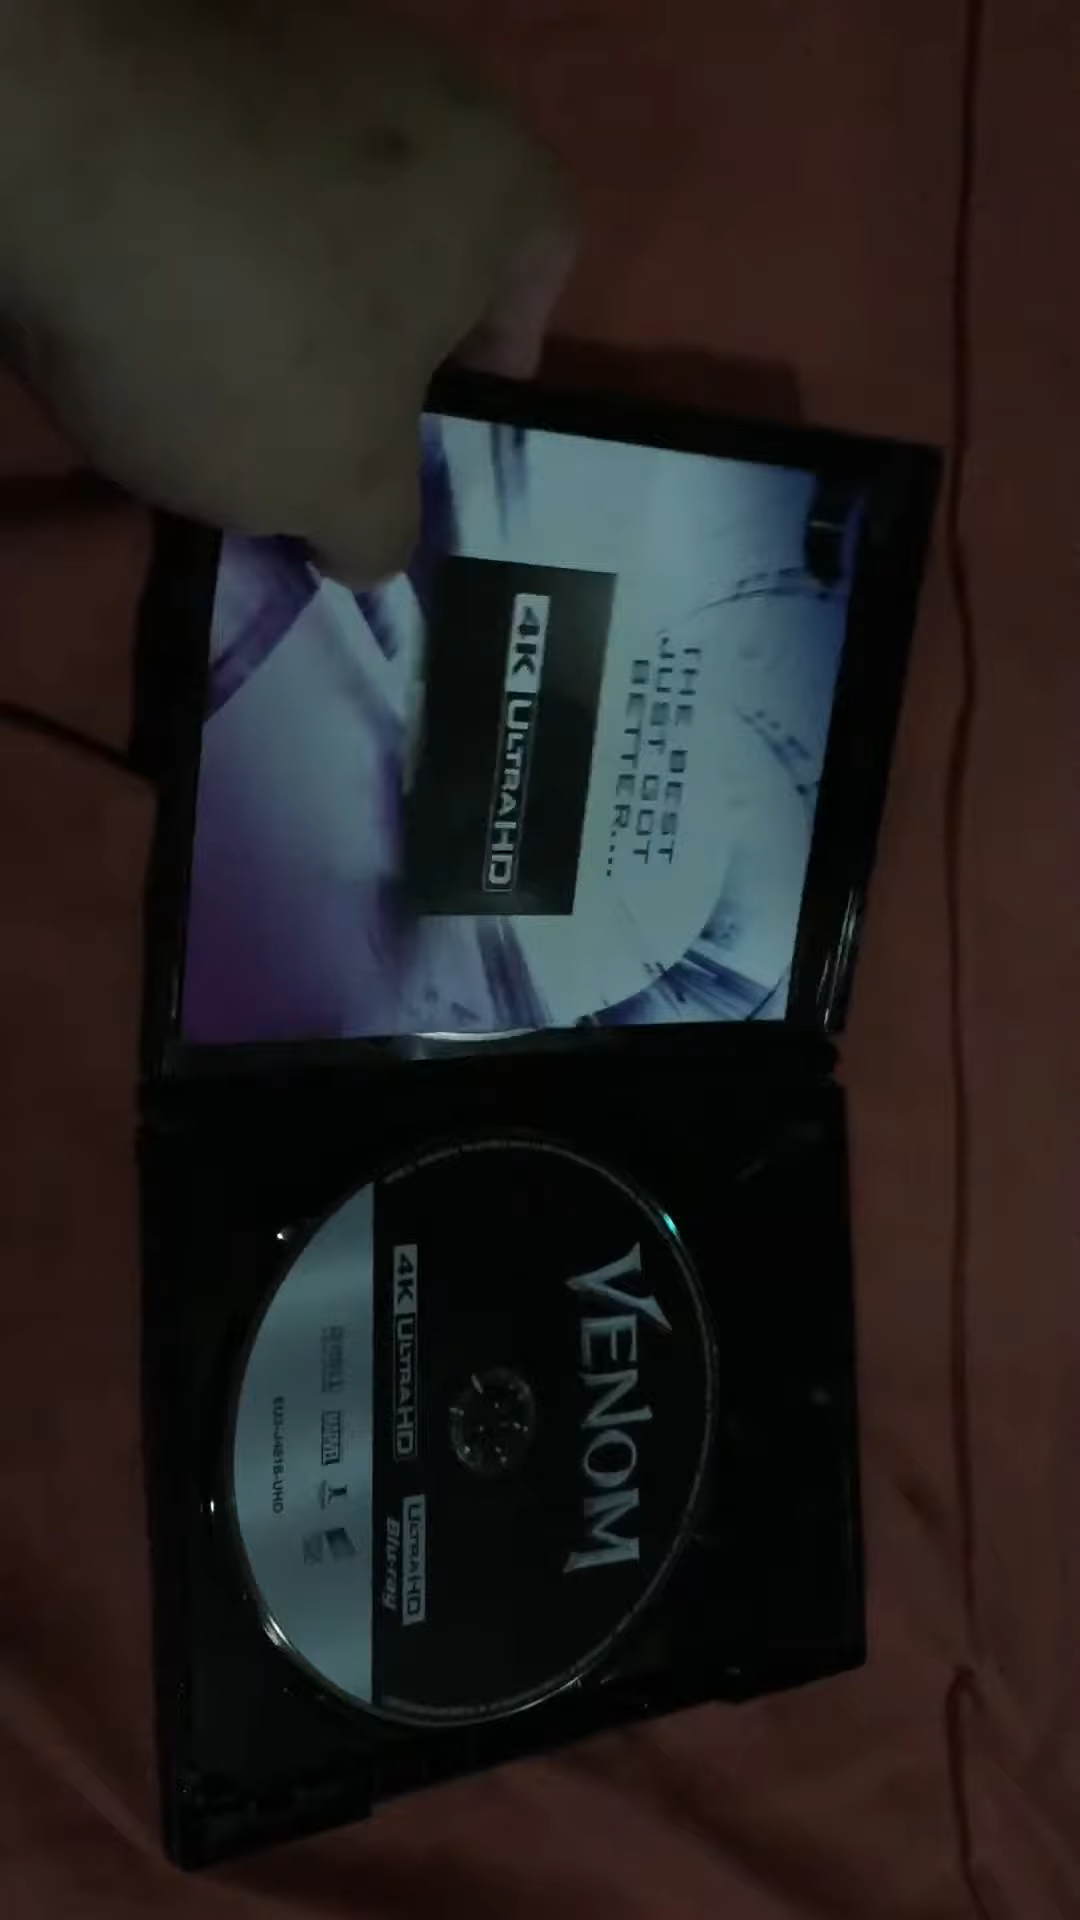 THE BEST
JUST GOT
BETTER....
4K ULTRAHD
VENOM
4K ULTRAHD
ULTRAHD
Blu-ray